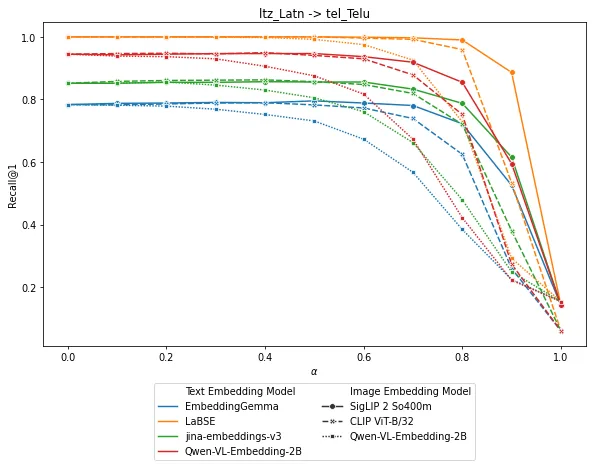 ltz_Latn -> tel_Telu
1.0
0.8
0.6
0.4
0.2
Recall@1
0.0 0.2 0.4 0.6 0.8 1.0
α
Text Embedding Model
EmbeddingGemma
LaBSE
jina-embeddings-v3
Qwen-VL-Embedding-2B
Image Embedding Model
SigLIP 2 So400m
CLIP ViT-B/32
Qwen-VL-Embedding-2B